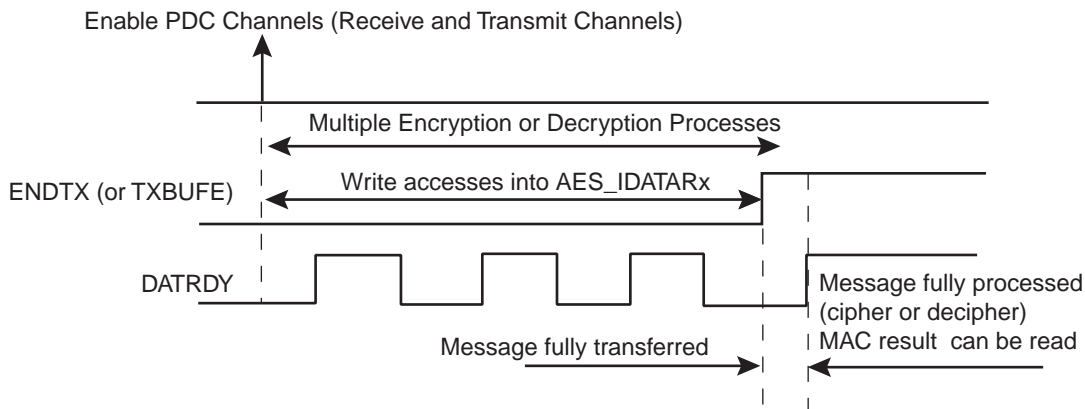 Enable PDC Channels (Receive and Transmit Channels)
Multiple Encryption or Decryption Processes
Write accesses into AES_IDATARx
ENDTX (or TXBUFE)
DATRDY
Message fully processed
(cipher or decipher)
MAC result can be read
Message fully transferred